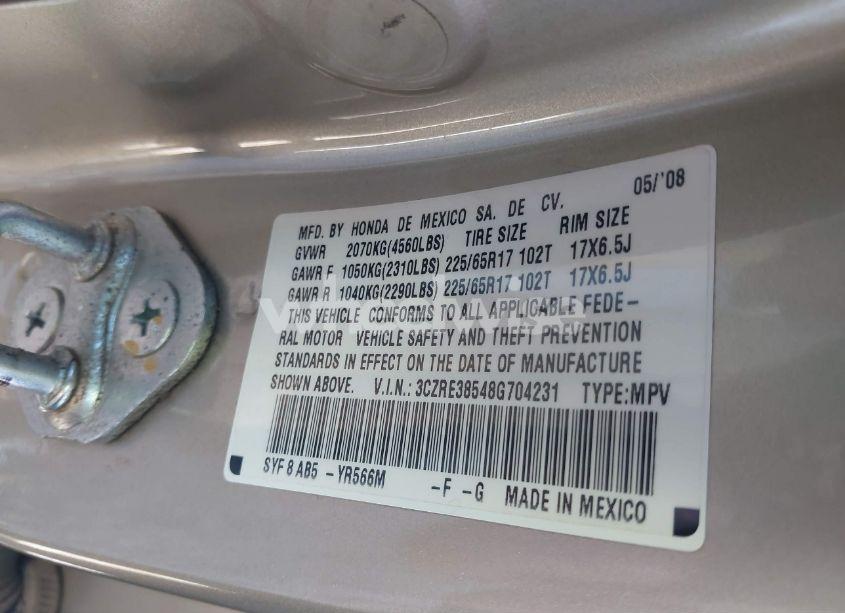 05/'08
MFD. BY HONDA DE MEXICO SA. DE CV.
GVWR 2070KG(4560LBS) TIRE SIZE RIM SIZE
GAWR F 1050KG(2310LBS) 225/65R17 102T 17X6.5J
GAWR R 1040KG(2290LBS) 225/65R17 102T 17X6.5J
THIS VEHICLE CONFORMS TO ALL APPLICABLE FEDE-
RAL MOTOR VEHICLE SAFETY AND THEFT PREVENTION
STANDARDS IN EFFECT ON THE DATE OF MANUFACTURE
SHOWN ABOVE. V.I.N.: 3CZRE38548G704231 TYPE:MPV
SYF 8 AB5 -YR566M -F -G MADE IN MEXICO